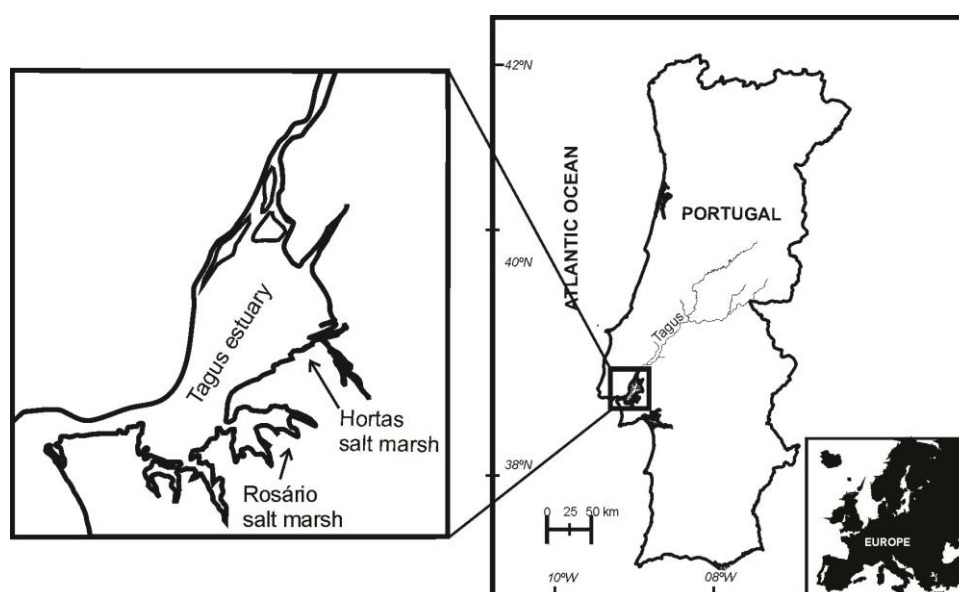 Tagus estuary
Hortas
salt marsh
Rosário
salt marsh
42ºN
ATLANTIC OCEAN
PORTUGAL
40ºN
Tagus
38ºN
0 25 50 km
10ºW
08ºW
EUROPE